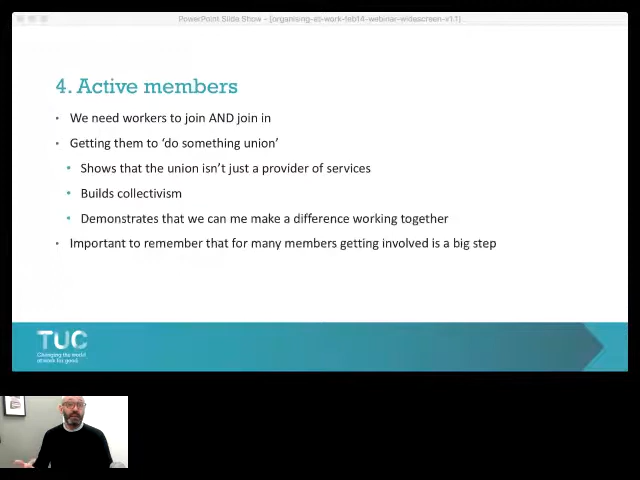 PowerPoint Slide Show - [organising-at-work-feb14-webinar-widescreen-v1.1]
4. Active members
We need workers to join AND join in
Getting them to ‘do something union’
Shows that the union isn’t just a provider of services
Builds collectivism
Demonstrates that we can me make a difference working together
Important to remember that for many members getting involved is a big step
TUC
Changing the world
at work for good